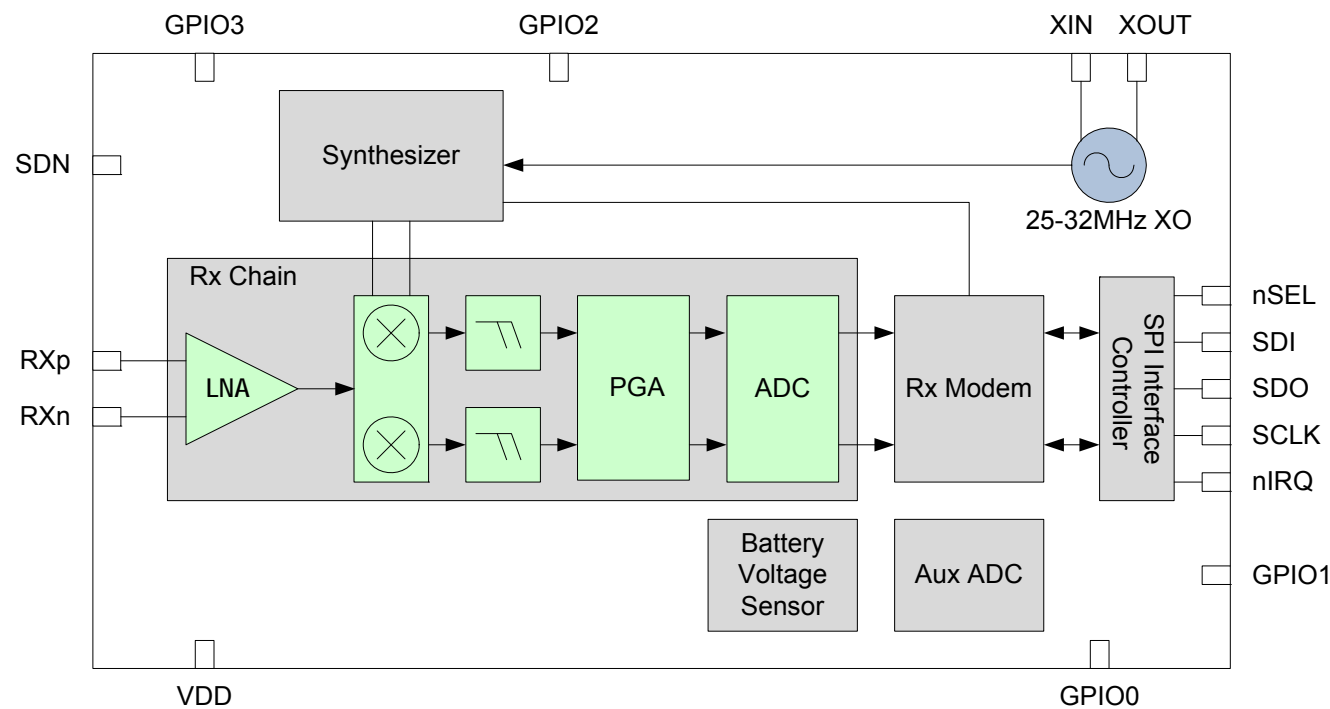 GPIO3
GPIO2
XIN
XOUT
SDN
Synthesizer
25-32MHz XO
Rx Chain
nSEL
SDI
SDO
SCLK
nIRQ
RXp
RXn
LNA
PGA
ADC
Rx Modem
SPI Interface
Controller
Battery
Voltage
Sensor
Aux ADC
GPIO1
VDD
GPIO0